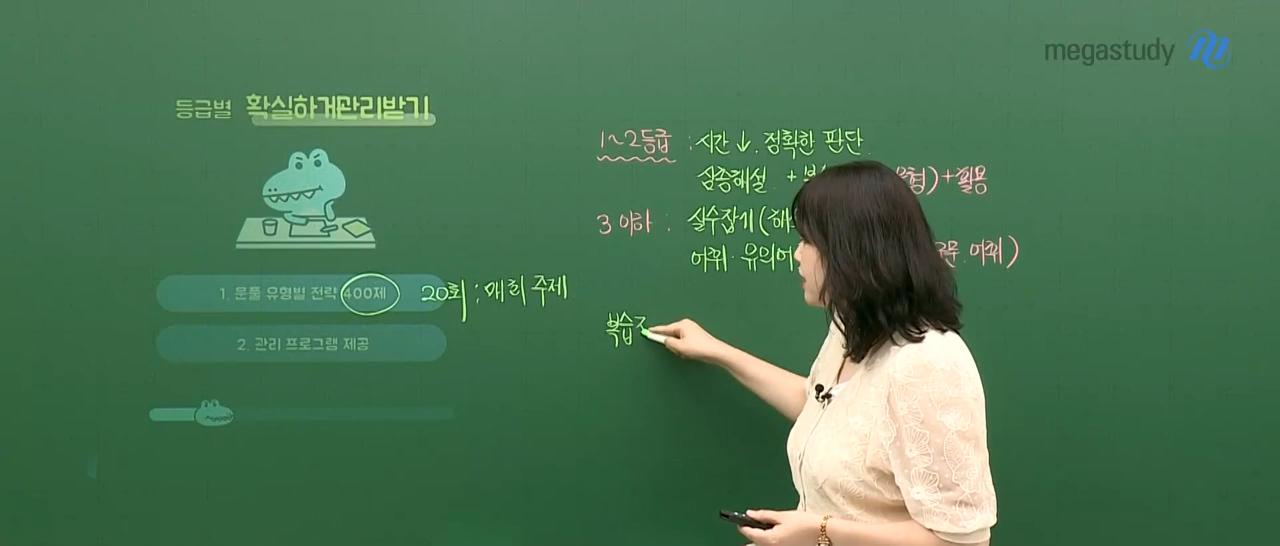 megastudy
등급별 확실하게관리받기
1~2등급 : 시간↓. 정확한 판단.
삼중해설. + 형) + 활용
3이하 : 실수잡기(해
어휘·유의어 문.어휘)
1. 문풀 유형별 전략 400제
20회 : 매회 주제
복습
2. 관리 프로그램 제공